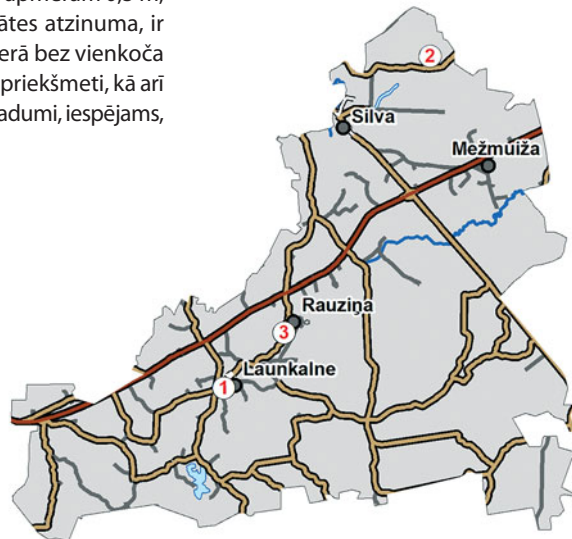 apmēram 0,5 m,
ātes atzinuma, ir
erā bez vienkoča
priekšmeti, kā arī
adumi, iespējams,
2
Silva
Mežmuiža
Rauziņa
3
Launkalne
1